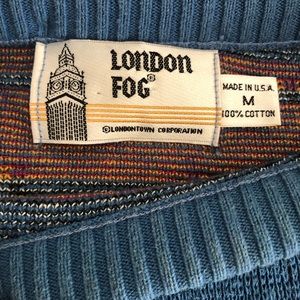 LONDON
FOG®
©LONDONTOWN CORPORATION
MADE IN U.S.A.
M
100% COTTON